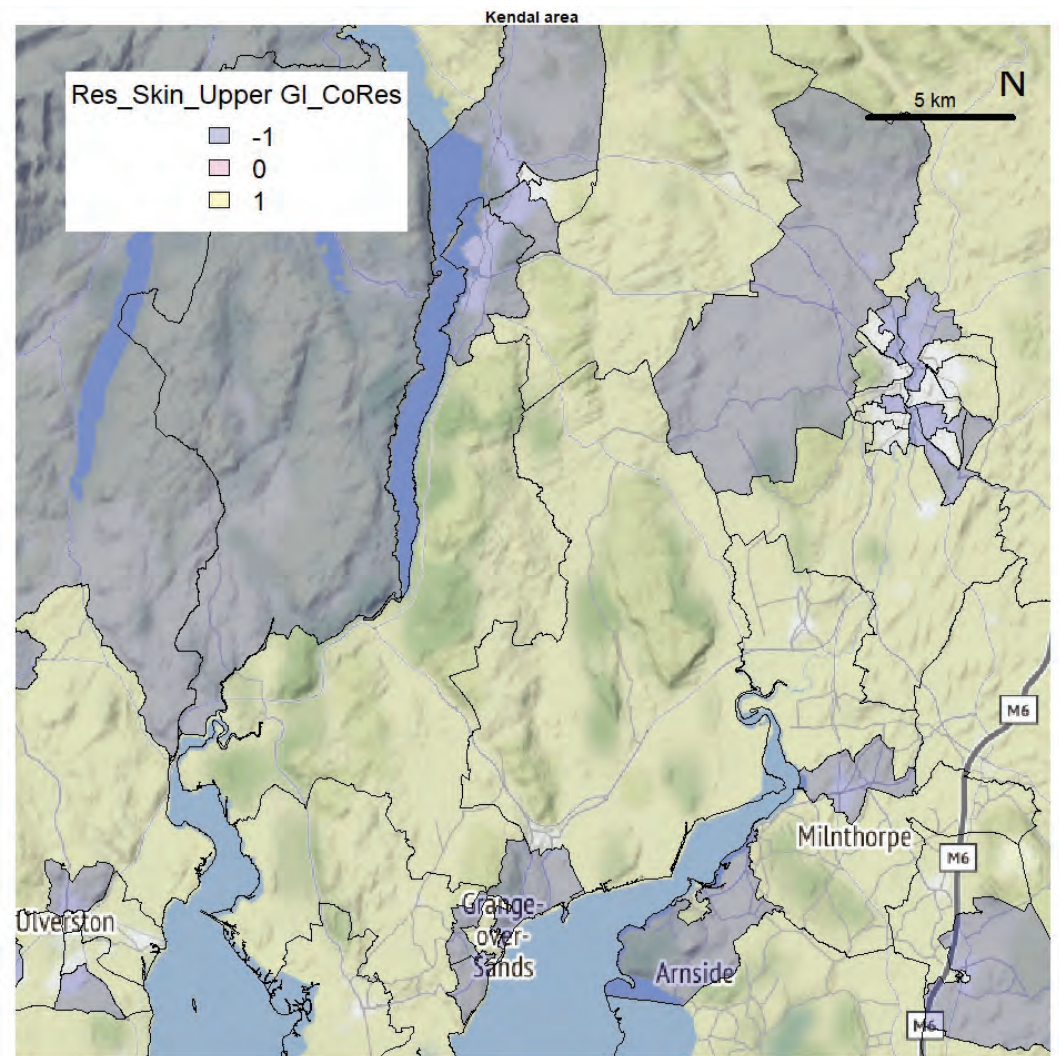 Kendal area
Res_Skin_Upper GI_CoRes
-1
0
1
N
5 km
M6
Milnthorpe
M6
Ulverston
Grange-
over-
Sands
Arnside
M6